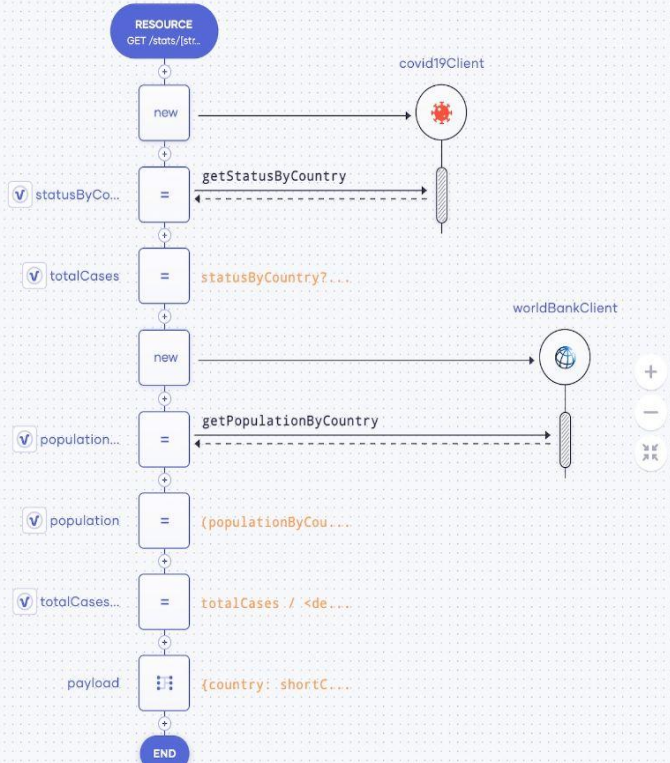 RESOURCE
GET /stats/[str...
covid19Client
new
getStatusByCountry
statusByCo...
=
totalCases
=
statusByCountry?...
worldBankClient
new
getPopulationByCountry
population...
=
population
=
(populationByCou...
totalCases...
=
totalCases / <de...
payload
{country: shortC...
END